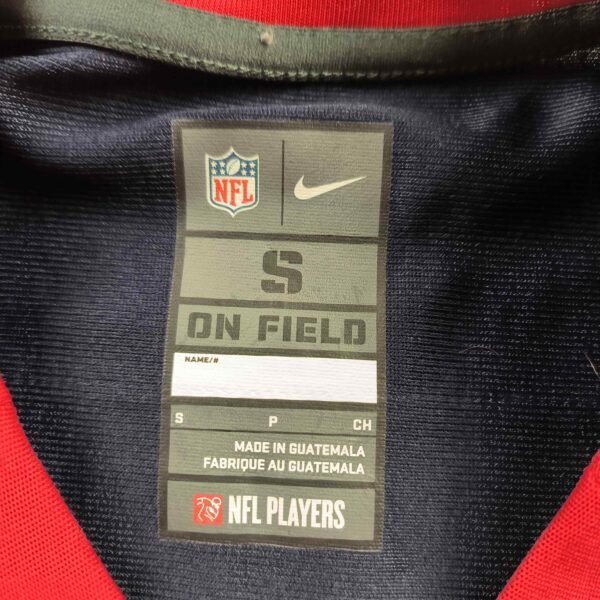 NFL
S
ON FIELD
NAME/#
S P CH
MADE IN GUATEMALA
FABRIQUE AU GUATEMALA
NFL PLAYERS